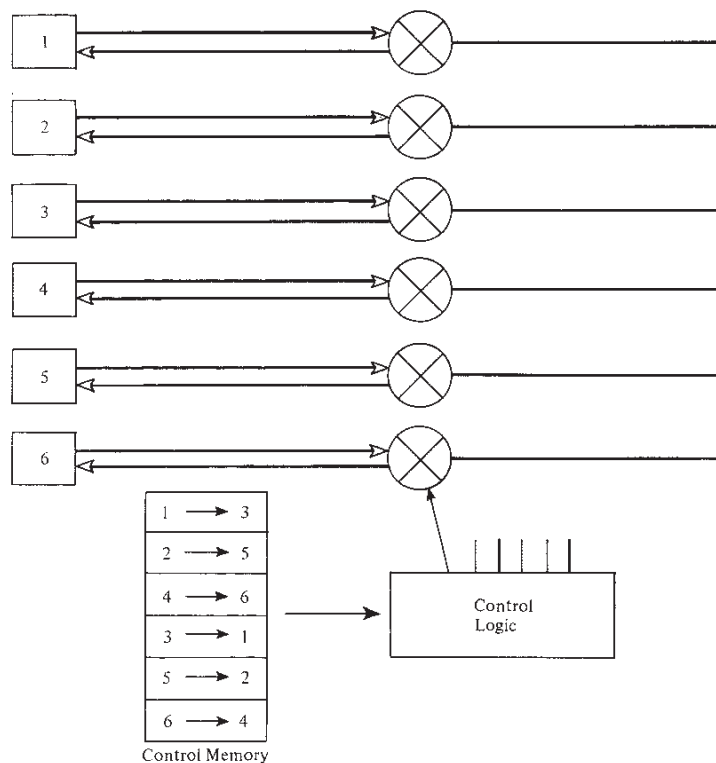 1
2
3
4
5
6
1 → 3
2 → 5
4 → 6
3 → 1
5 → 2
6 → 4
Control
Logic
Control Memory